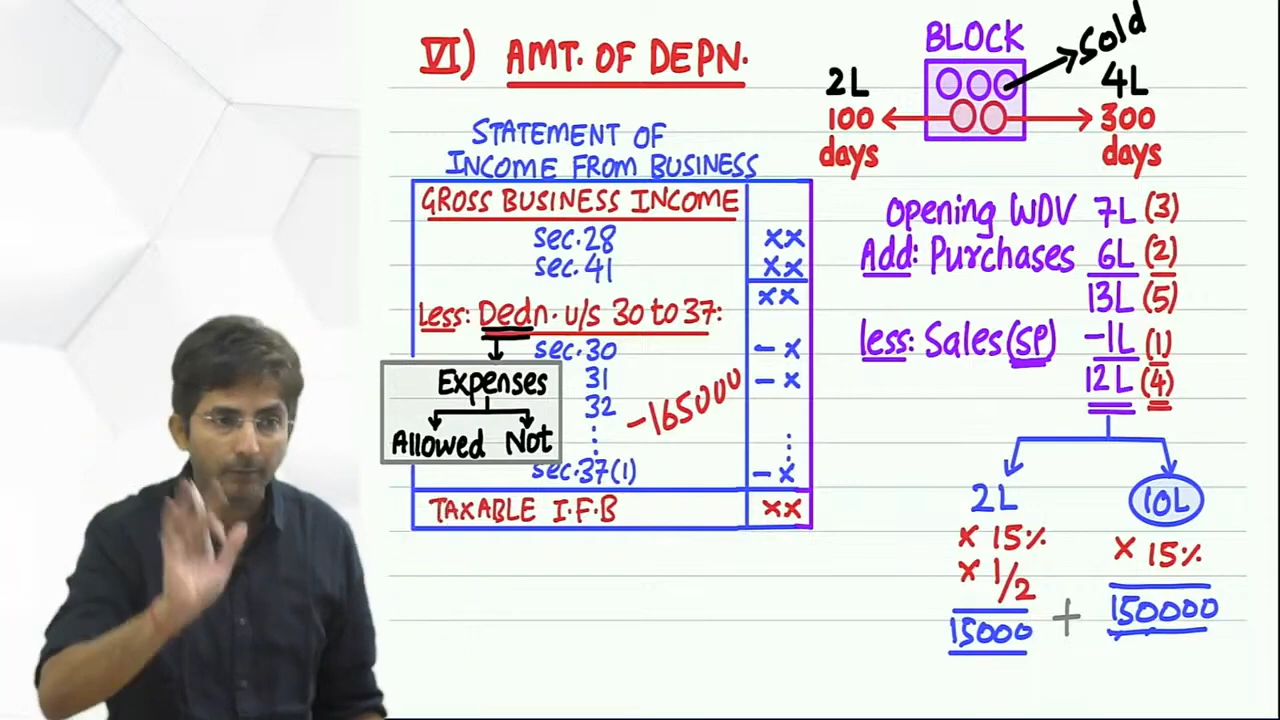 VI) AMT. OF DEPN.
STATEMENT OF
INCOME FROM BUSINESS
GROSS BUSINESS INCOME
sec.28 xx
sec.41 xx
xx
Less: Dedn. u/s 30 to 37:
sec.30 - x
31 - x
32 -165000
sec.37(1) - x
TAXABLE I.F.B xx
Expenses
Allowed Not
BLOCK
Sold
2L
100
days
4L
300
days
Opening WDV 7L (3)
Add: Purchases 6L (2)
13L (5)
less: Sales (SP) -1L (1)
12L (4)
2L
x 15%
x 1/2
15000
+
10L
x 15%
150000